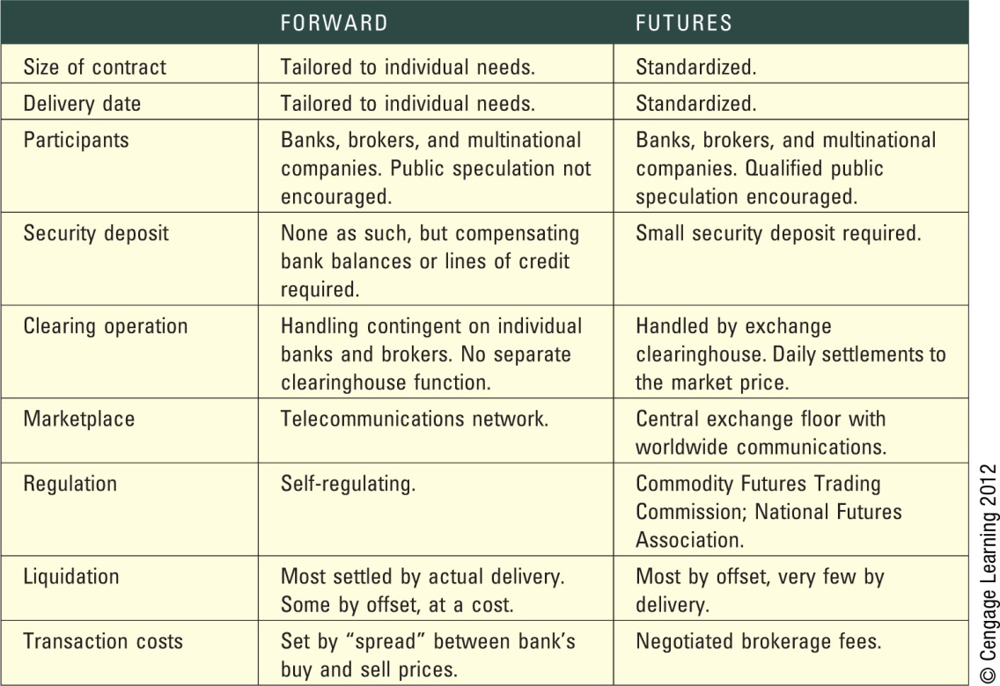 FORWARD FUTURES
Size of contract Tailored to individual needs. Standardized.
Delivery date Tailored to individual needs. Standardized.
Participants Banks, brokers, and multinational Banks, brokers, and multinational
companies. Public speculation not companies. Qualified public
encouraged. speculation encouraged.
Security deposit None as such, but compensating Small security deposit required.
bank balances or lines of credit
required.
Clearing operation Handling contingent on individual Handled by exchange
banks and brokers. No separate clearinghouse. Daily settlements to
clearinghouse function. the market price.
Marketplace Telecommunications network. Central exchange floor with
worldwide communications.
Regulation Self-regulating. Commodity Futures Trading
Commission; National Futures
Association.
Liquidation Most settled by actual delivery. Most by offset, very few by
Some by offset, at a cost. delivery.
Transaction costs Set by “spread” between bank’s Negotiated brokerage fees.
buy and sell prices.
© Cengage Learning 2012